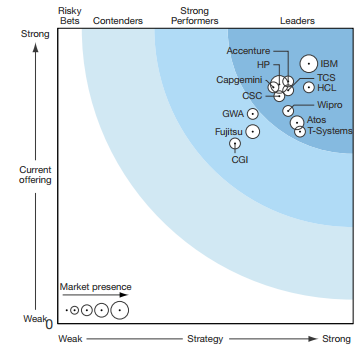 Risky
Bets
Contenders
Strong
Performers
Leaders
Strong
Accenture
HP
IBM
Capgemini
TCS
HCL
CSC
Wipro
GWA
Atos
Fujitsu
T-Systems
CGI
Current
offering
Market presence
Weak
0
Weak
Strategy
Strong